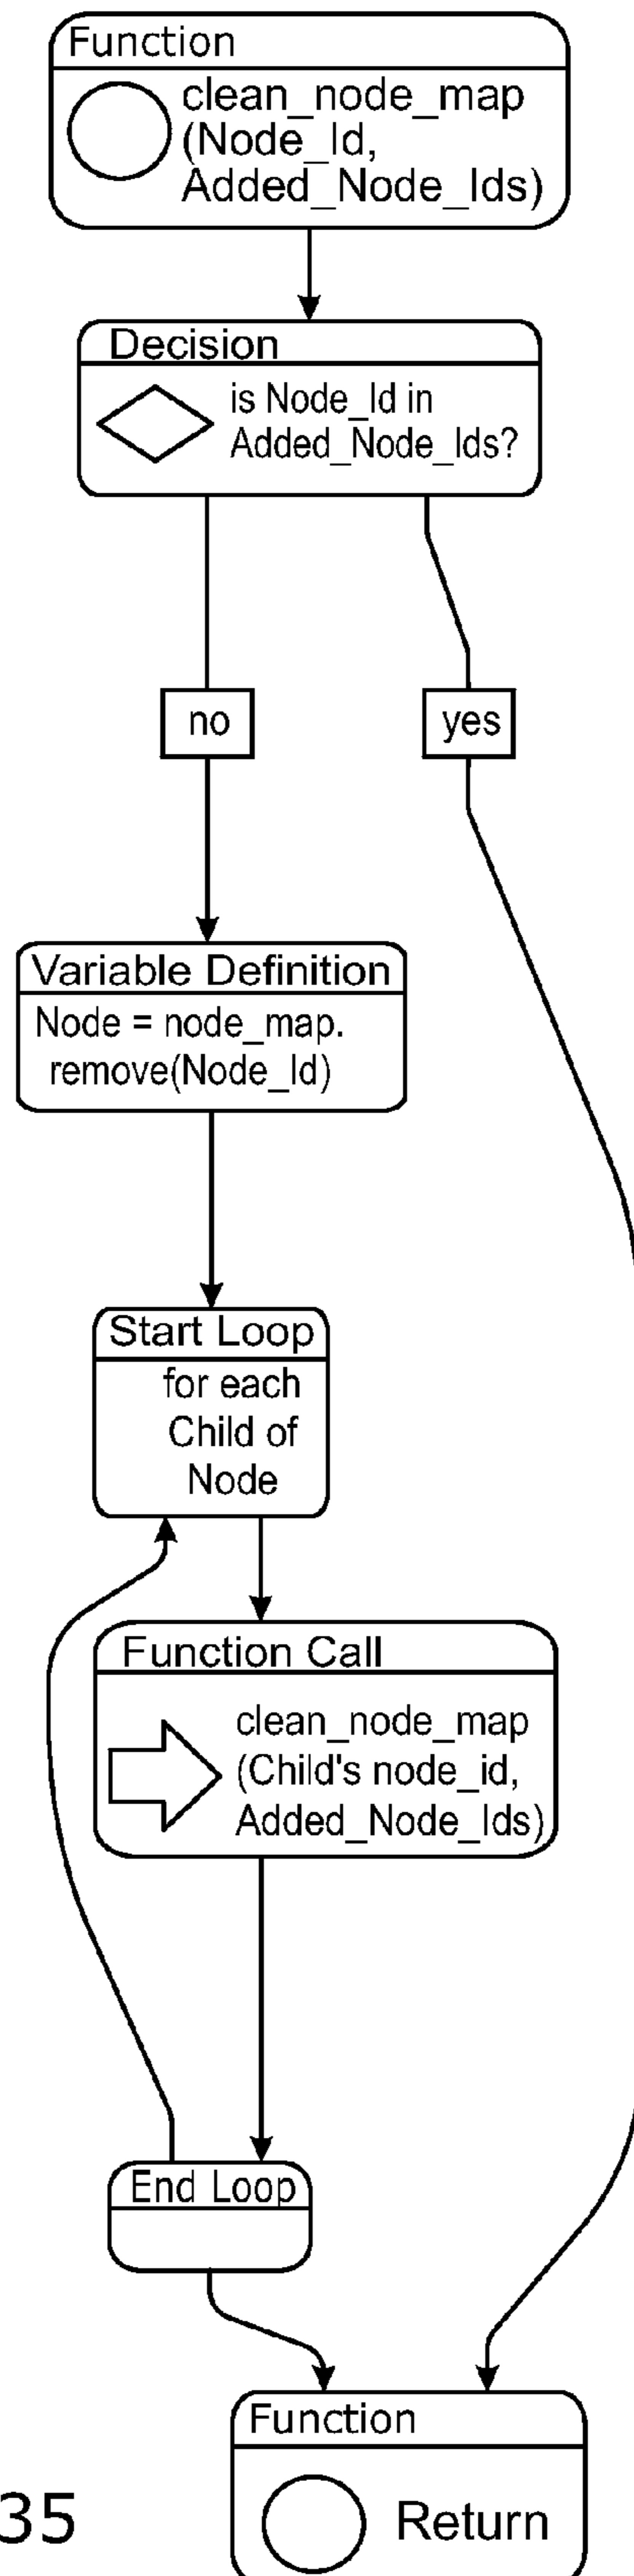 Function
clean_node_map
(Node_Id,
Added_Node_Ids)
Decision
is Node_Id in
Added_Node_Ids?
no
yes
Variable Definition
Node = node_map.
remove(Node_Id)
Start Loop
for each
Child of
Node
Function Call
clean_node_map
(Child's node_id,
Added_Node_Ids)
End Loop
Function
Return
35